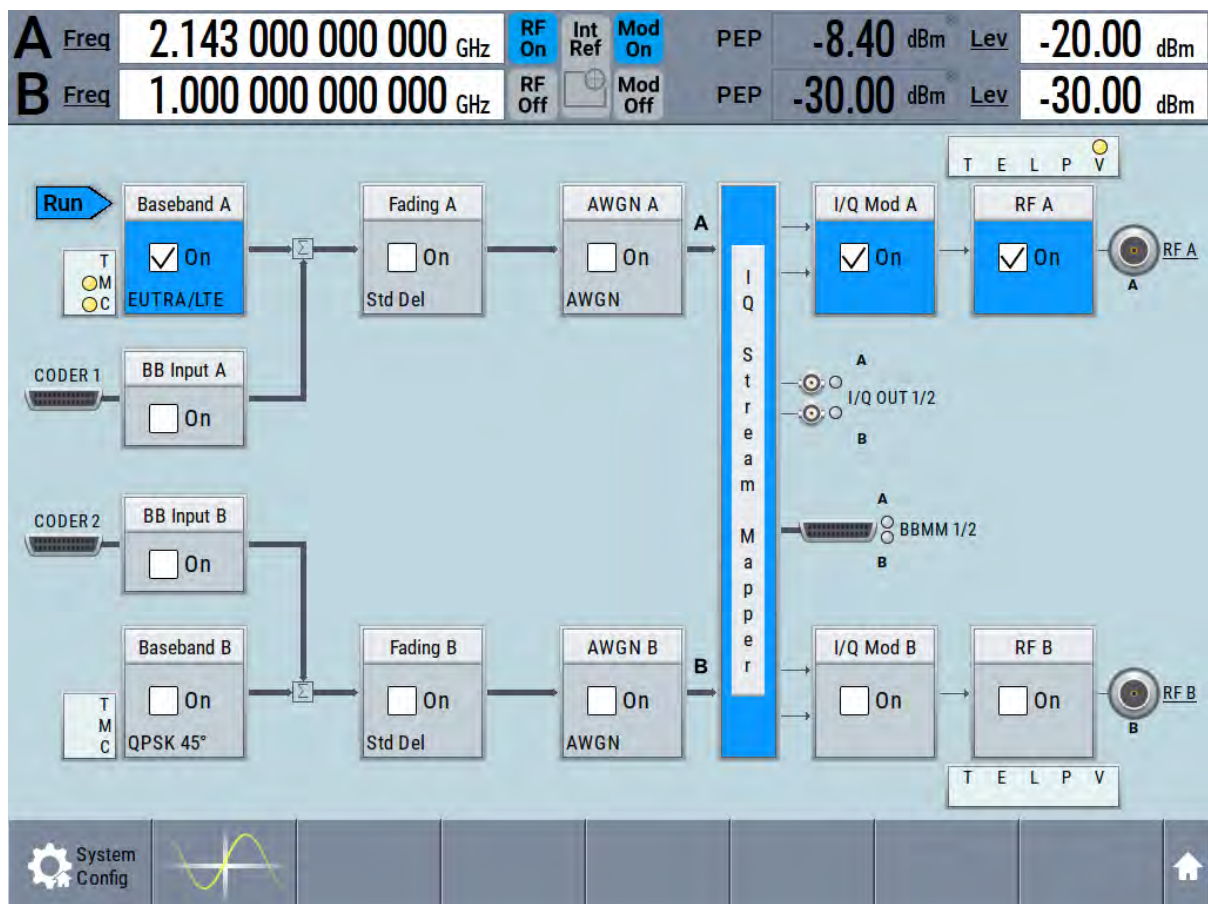 A Freq 2.143 000 000 000 GHz RF On Int Ref Mod On PEP -8.40 dBm Lev -20.00 dBm
B Freq 1.000 000 000 000 GHz RF Off Mod Off PEP -30.00 dBm Lev -30.00 dBm
T E L P V
Run
Baseband A
On
EUTRA/LTE
T
M
C
Σ
Fading A
On
Std Del
AWGN A
On
AWGN
A
IQ Stream Mapper
I/Q Mod A
On
RF A
On
RF A
A
CODER 1
BB Input A
On
A
I/Q OUT 1/2
B
CODER 2
BB Input B
On
A
BBMM 1/2
B
Baseband B
On
QPSK 45°
T
M
C
Σ
Fading B
On
Std Del
AWGN B
On
AWGN
B
I/Q Mod B
On
RF B
On
RF B
B
T E L P V
System
Config